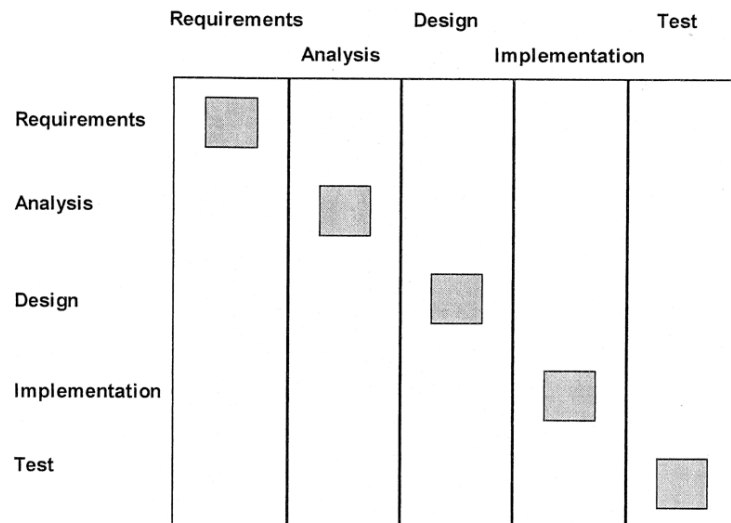 Requirements Design Test
Analysis Implementation
Requirements
Analysis
Design
Implementation
Test